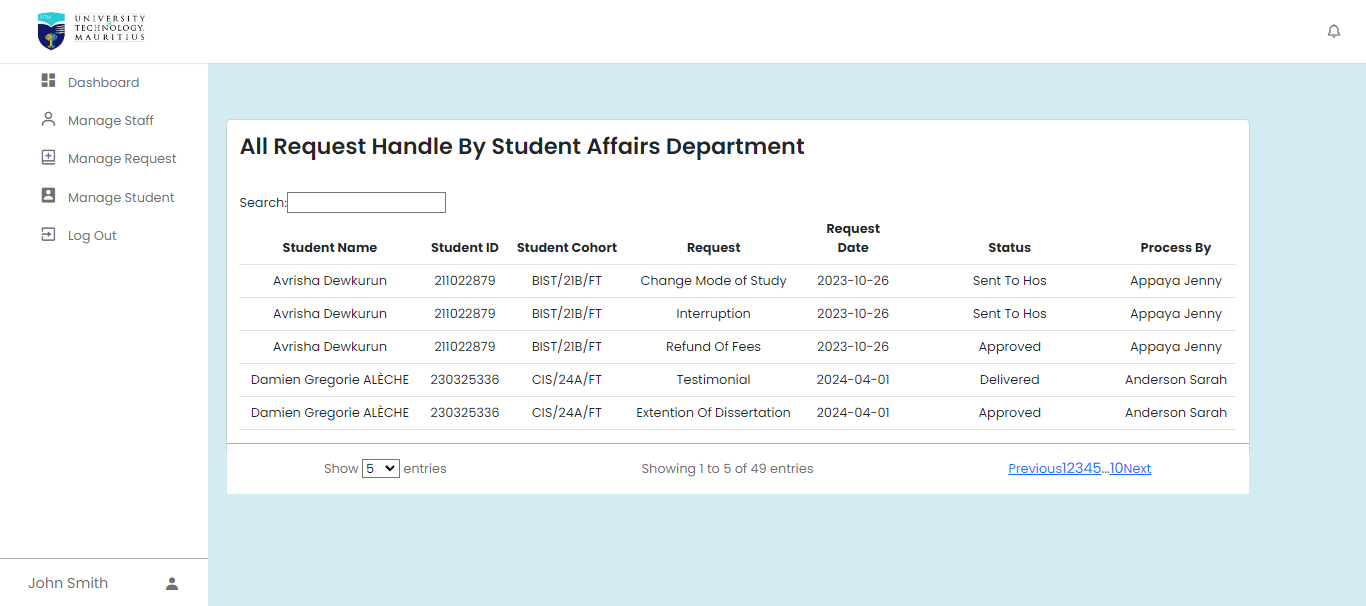 UNIVERSITY
TECHNOLOGY,
MAURITIUS
Dashboard
Manage Staff
Manage Request
Manage Student
Log Out
All Request Handle By Student Affairs Department
Search:
Student Name Student ID Student Cohort Request Request Date Status Process By
Avrisha Dewkurun 211022879 BIST/21B/FT Change Mode of Study 2023-10-26 Sent To Hos Appaya Jenny
Avrisha Dewkurun 211022879 BIST/21B/FT Interruption 2023-10-26 Sent To Hos Appaya Jenny
Avrisha Dewkurun 211022879 BIST/21B/FT Refund Of Fees 2023-10-26 Approved Appaya Jenny
Damien Gregorie ALÈCHE 230325336 CIS/24A/FT Testimonial 2024-04-01 Delivered Anderson Sarah
Damien Gregorie ALÈCHE 230325336 CIS/24A/FT Extention Of Dissertation 2024-04-01 Approved Anderson Sarah
Show 5 entries Showing 1 to 5 of 49 entries Previous12345…10Next
John Smith